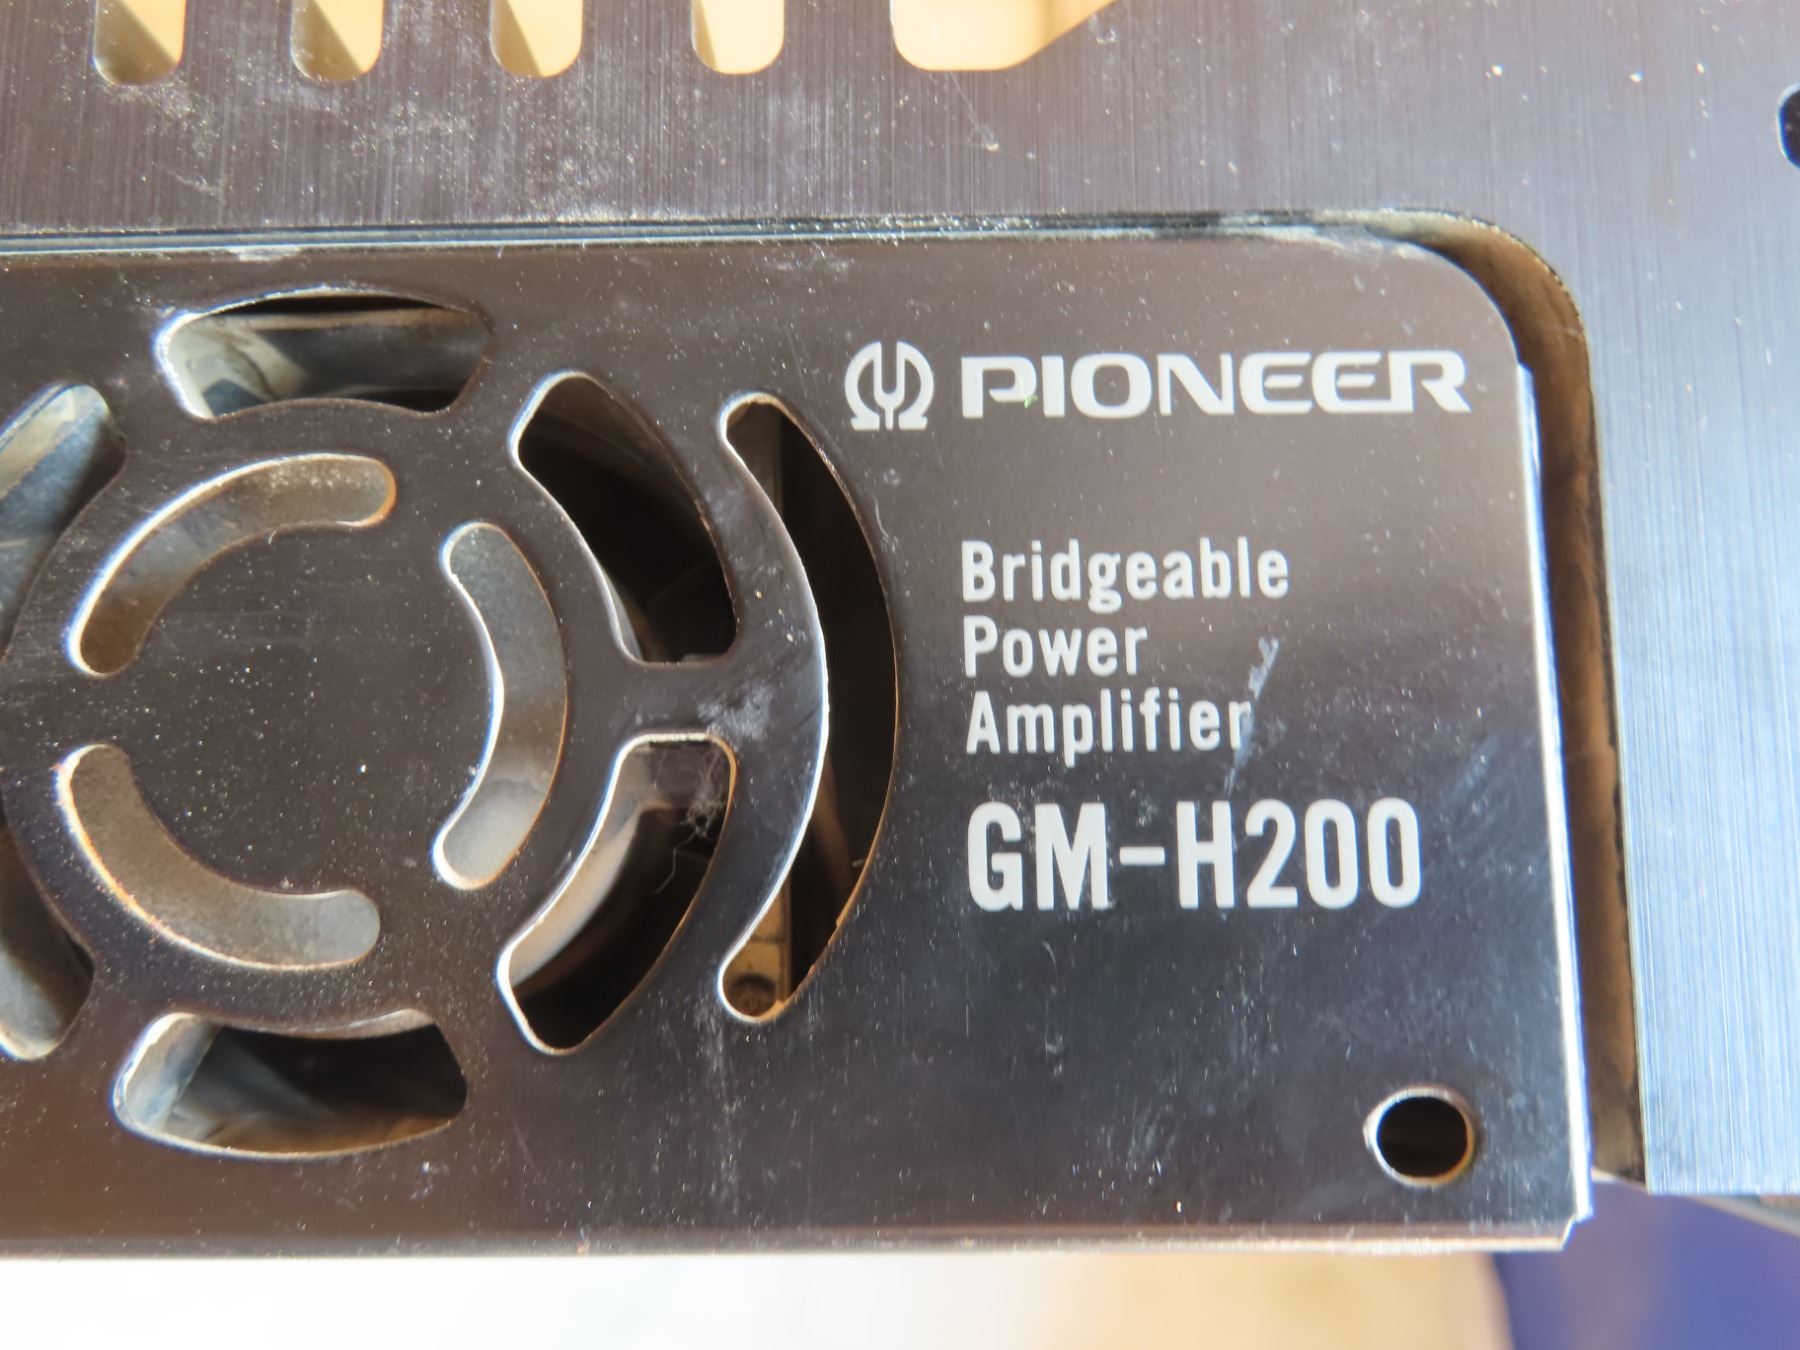 PIONEER
Bridgeable
Power
Amplifier
GM-H200